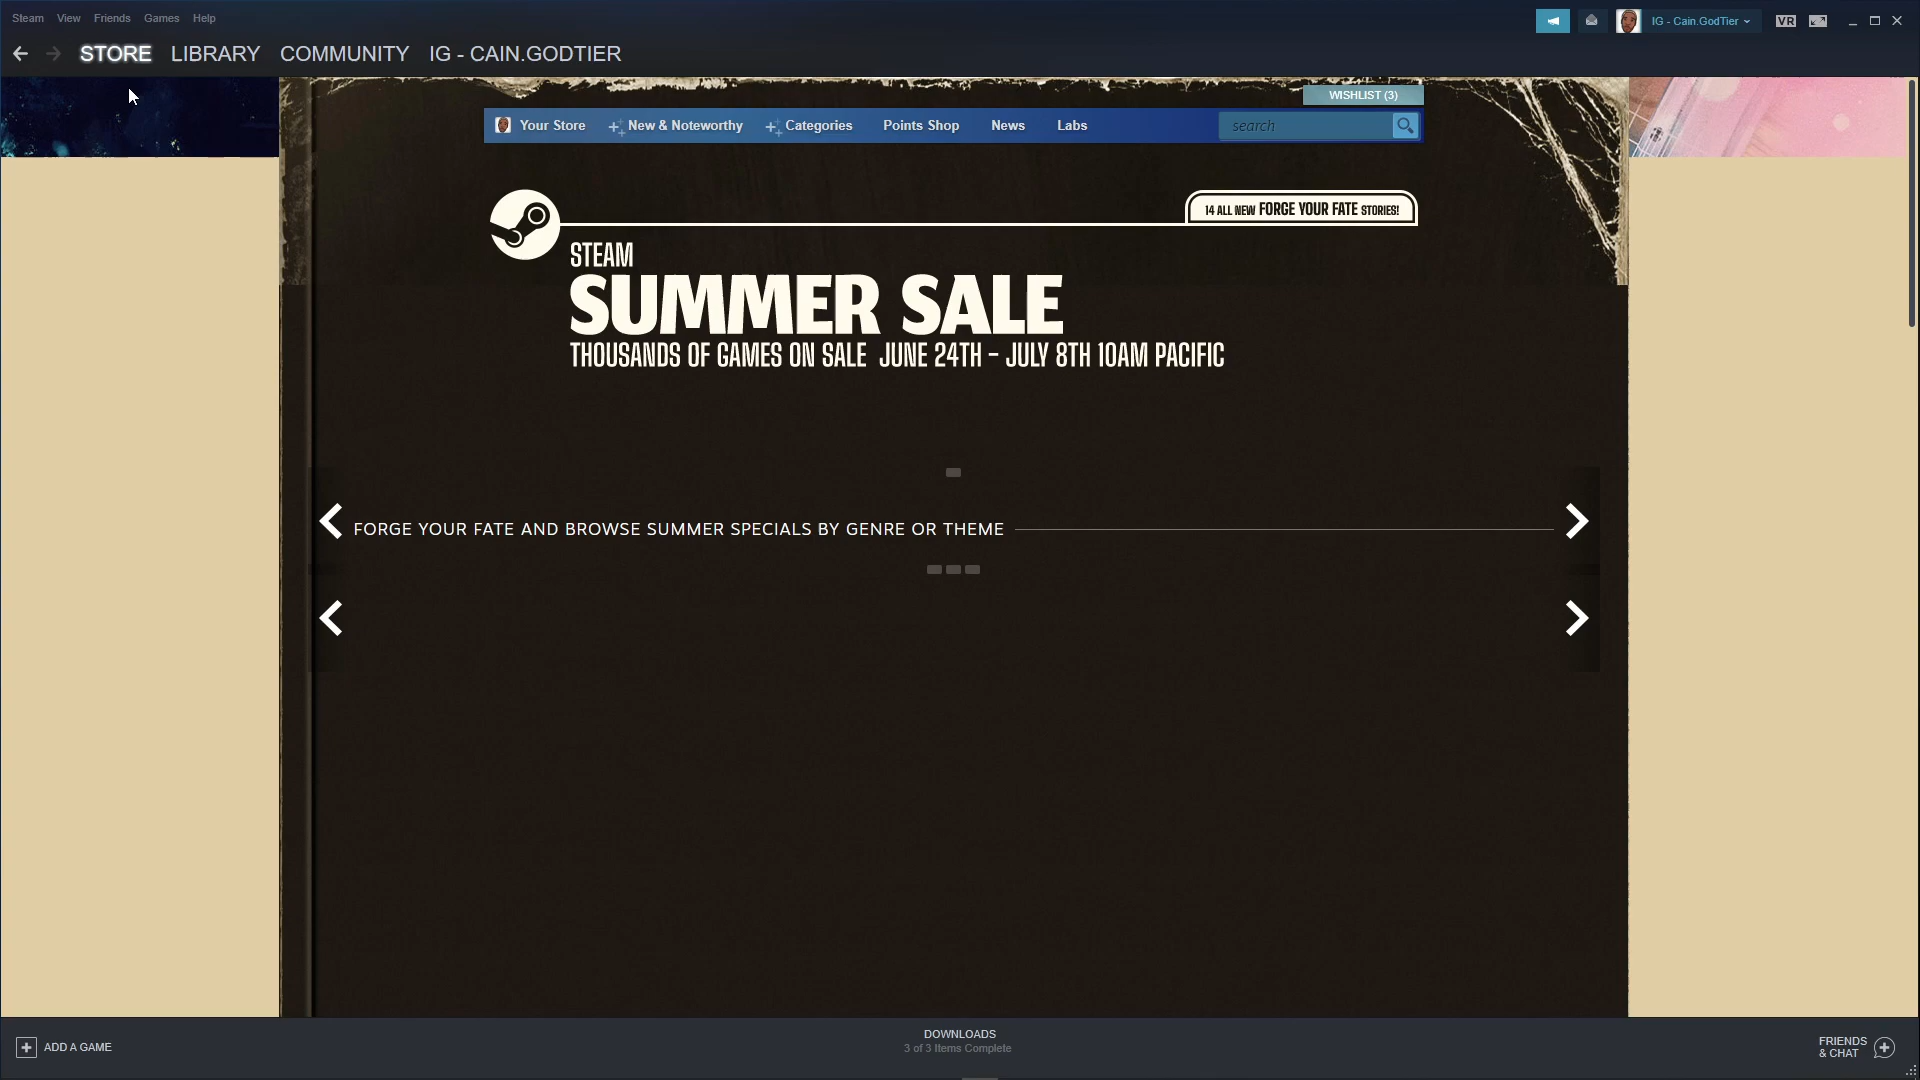 Steam View Friends Games Help
IG - Cain.GodTier
VR
STORE LIBRARY COMMUNITY IG - CAIN.GODTIER
WISHLIST (3)
Your Store New & Noteworthy Categories Points Shop News Labs search
14 ALL NEW FORGE YOUR FATE STORIES!
STEAM
SUMMER SALE
THOUSANDS OF GAMES ON SALE JUNE 24TH - JULY 8TH 10AM PACIFIC
FORGE YOUR FATE AND BROWSE SUMMER SPECIALS BY GENRE OR THEME
ADD A GAME
DOWNLOADS
3 of 3 Items Complete
FRIENDS
& CHAT